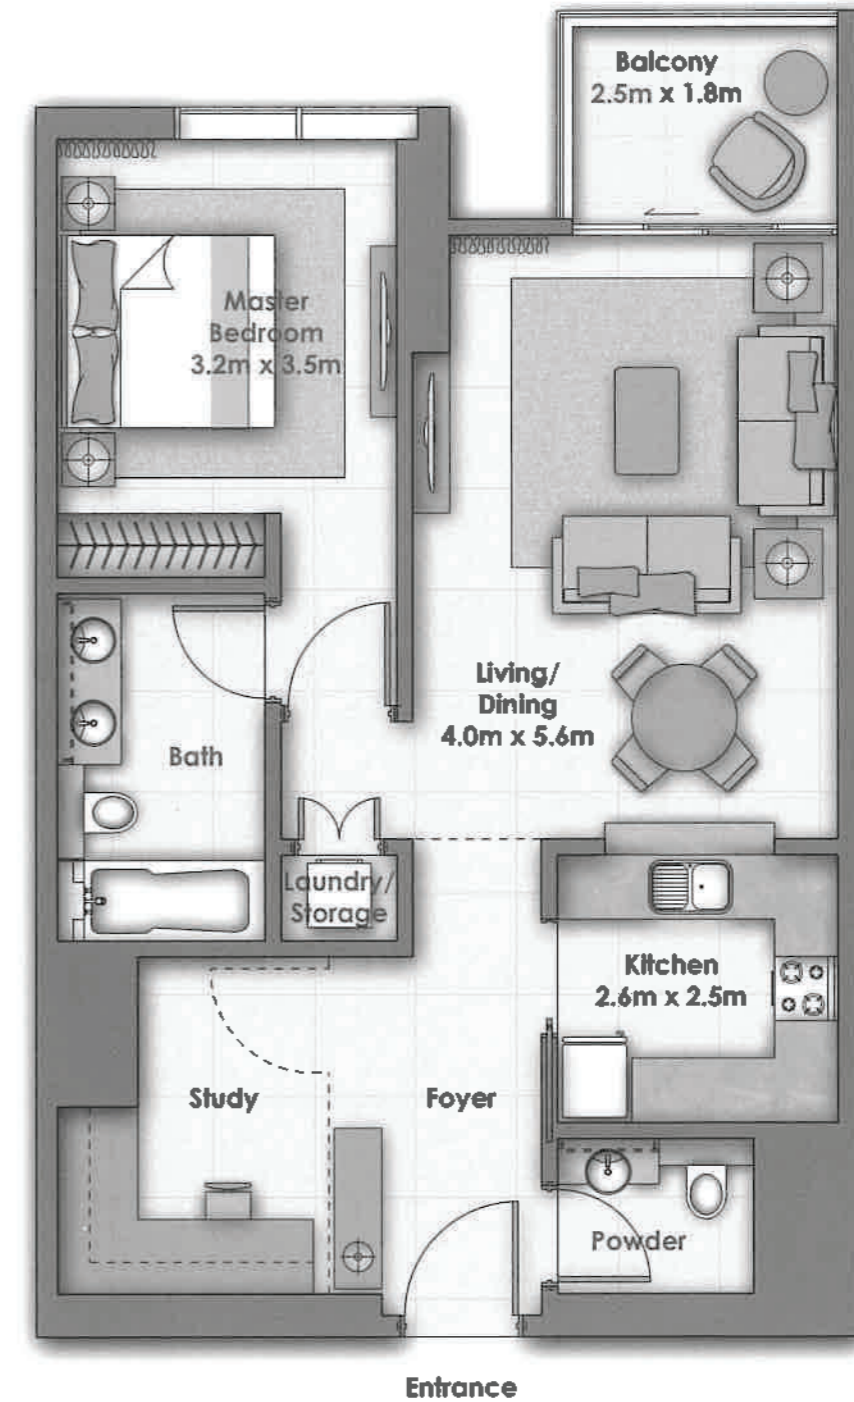 Balcony
2.5m x 1.8m
Master
Bedroom
3.2m x 3.5m
Living/
Dining
4.0m x 5.6m
Bath
Laundry/
Storage
Kitchen
2.6m x 2.5m
Study
Foyer
Powder
Entrance